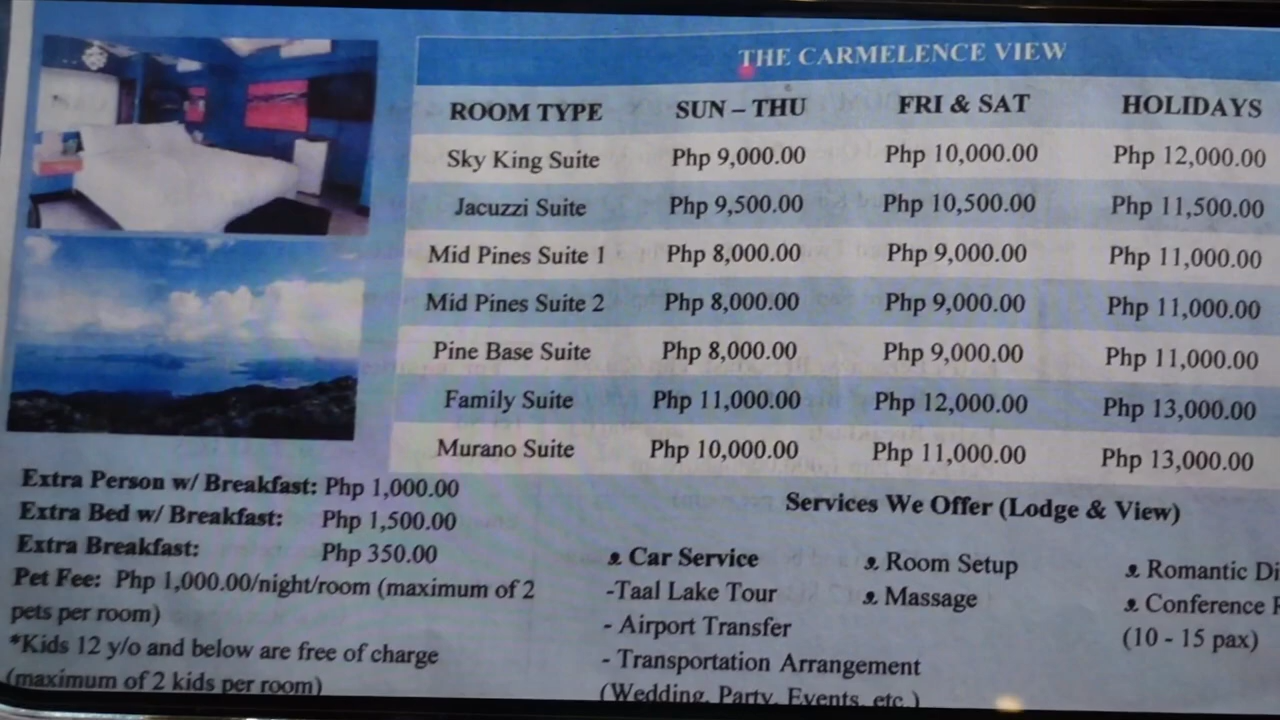 THE CARMELENCE VIEW
ROOM TYPE SUN – THU FRI & SAT HOLIDAYS
Sky King Suite Php 9,000.00 Php 10,000.00 Php 12,000.00
Jacuzzi Suite Php 9,500.00 Php 10,500.00 Php 11,500.00
Mid Pines Suite 1 Php 8,000.00 Php 9,000.00 Php 11,000.00
Mid Pines Suite 2 Php 8,000.00 Php 9,000.00 Php 11,000.00
Pine Base Suite Php 8,000.00 Php 9,000.00 Php 11,000.00
Family Suite Php 11,000.00 Php 12,000.00 Php 13,000.00
Murano Suite Php 10,000.00 Php 11,000.00 Php 13,000.00
Extra Person w/ Breakfast: Php 1,000.00
Extra Bed w/ Breakfast: Php 1,500.00
Extra Breakfast: Php 350.00
Pet Fee: Php 1,000.00/night/room (maximum of 2
pets per room)
*Kids 12 y/o and below are free of charge
(maximum of 2 kids per room)
Services We Offer (Lodge & View)
Car Service
-Taal Lake Tour
- Airport Transfer
- Transportation Arrangement
(Wedding, Party, Events, etc.)
Room Setup
Massage
Romantic
Conference
(10 - 15 pax)